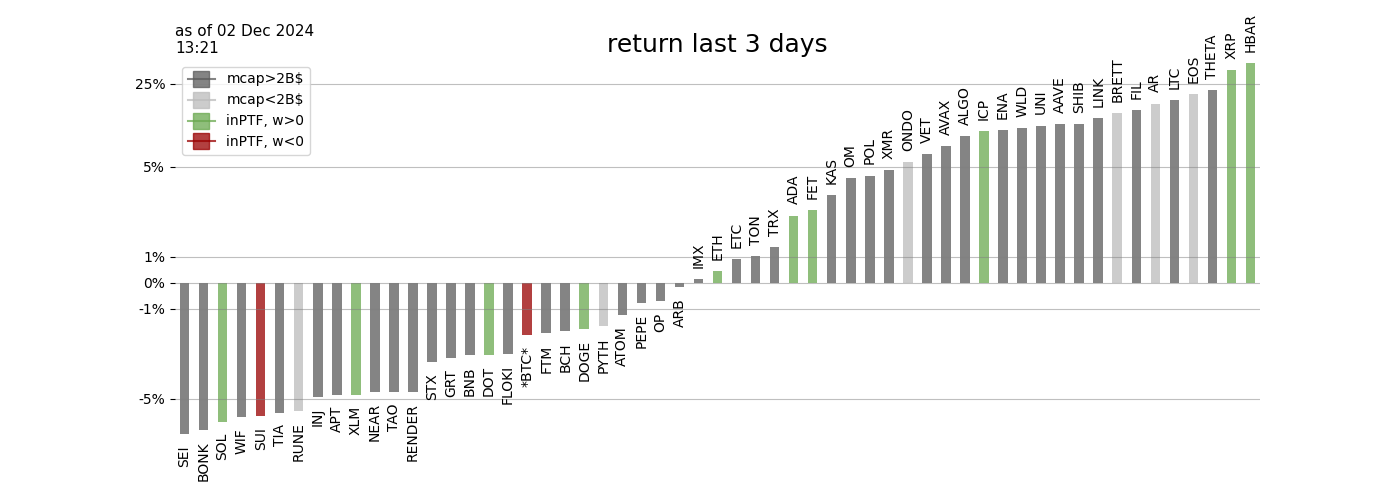 as of 02 Dec 2024
13:21
return last 3 days
mcap>2B$
mcap<2B$
inPTF, w>0
inPTF, w<0
25%
5%
1%
0%
-1%
-5%
SEI
BONK
SOL
WIF
SUI
TIA
RUNE
INJ
APT
XLM
NEAR
TAO
RENDER
STX
GRT
BNB
DOT
FLOKI
*BTC*
FTM
BCH
DOGE
PYTH
ATOM
PEPE
OP
ARB
IMX
ETH
ETC
TON
TRX
ADA
FET
KAS
OM
POL
XMR
ONDO
VET
AVAX
ALGO
ICP
ENA
WLD
UNI
AAVE
SHIB
LINK
BRETT
FIL
AR
LTC
EOS
THETA
XRP
HBAR